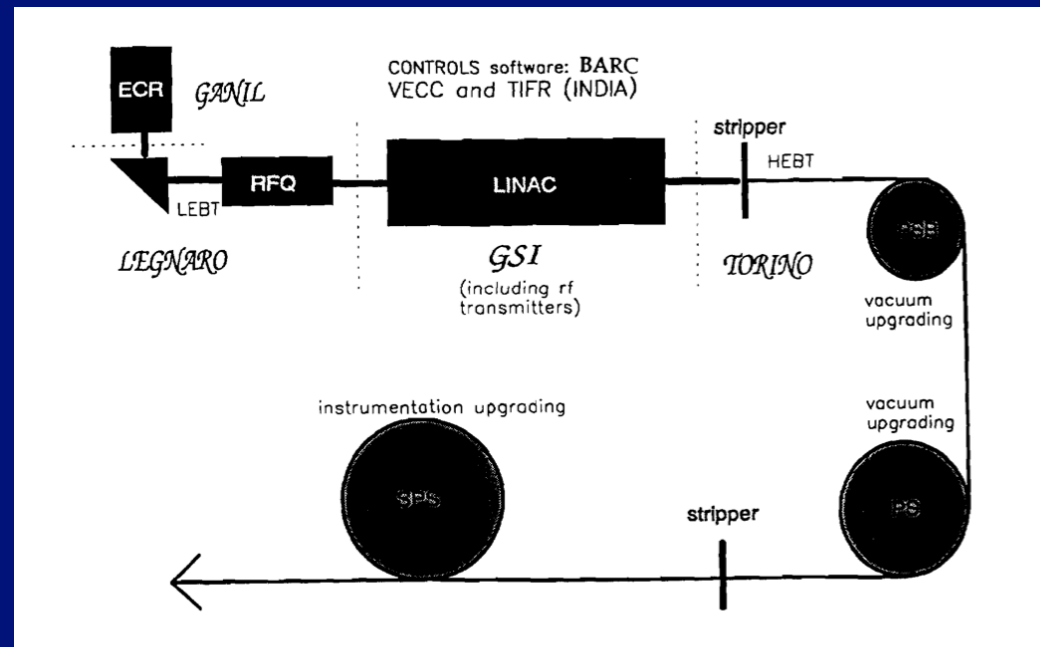 ECR
GANIL
CONTROLS software: BARC
VECC and TIFR (INDIA)
stripper
HEBT
RFQ
LINAC
LEBT
PSB
LEGNARO
GSI
(including rf
transmitters)
TORINO
vacuum
upgrading
instrumentation upgrading
vacuum
upgrading
SPS
PS
stripper